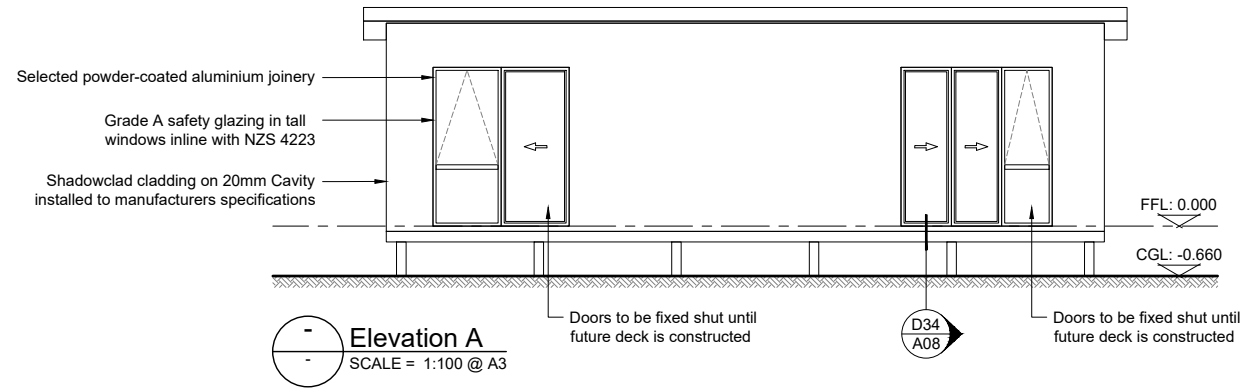 Selected powder-coated aluminium joinery
Grade A safety glazing in tall
windows inline with NZS 4223
Shadowclad cladding on 20mm Cavity
installed to manufacturers specifications
FFL: 0.000
CGL: -0.660
Doors to be fixed shut until
future deck is constructed
D34
A08
Doors to be fixed shut until
future deck is constructed
-
-
Elevation A
SCALE = 1:100 @ A3